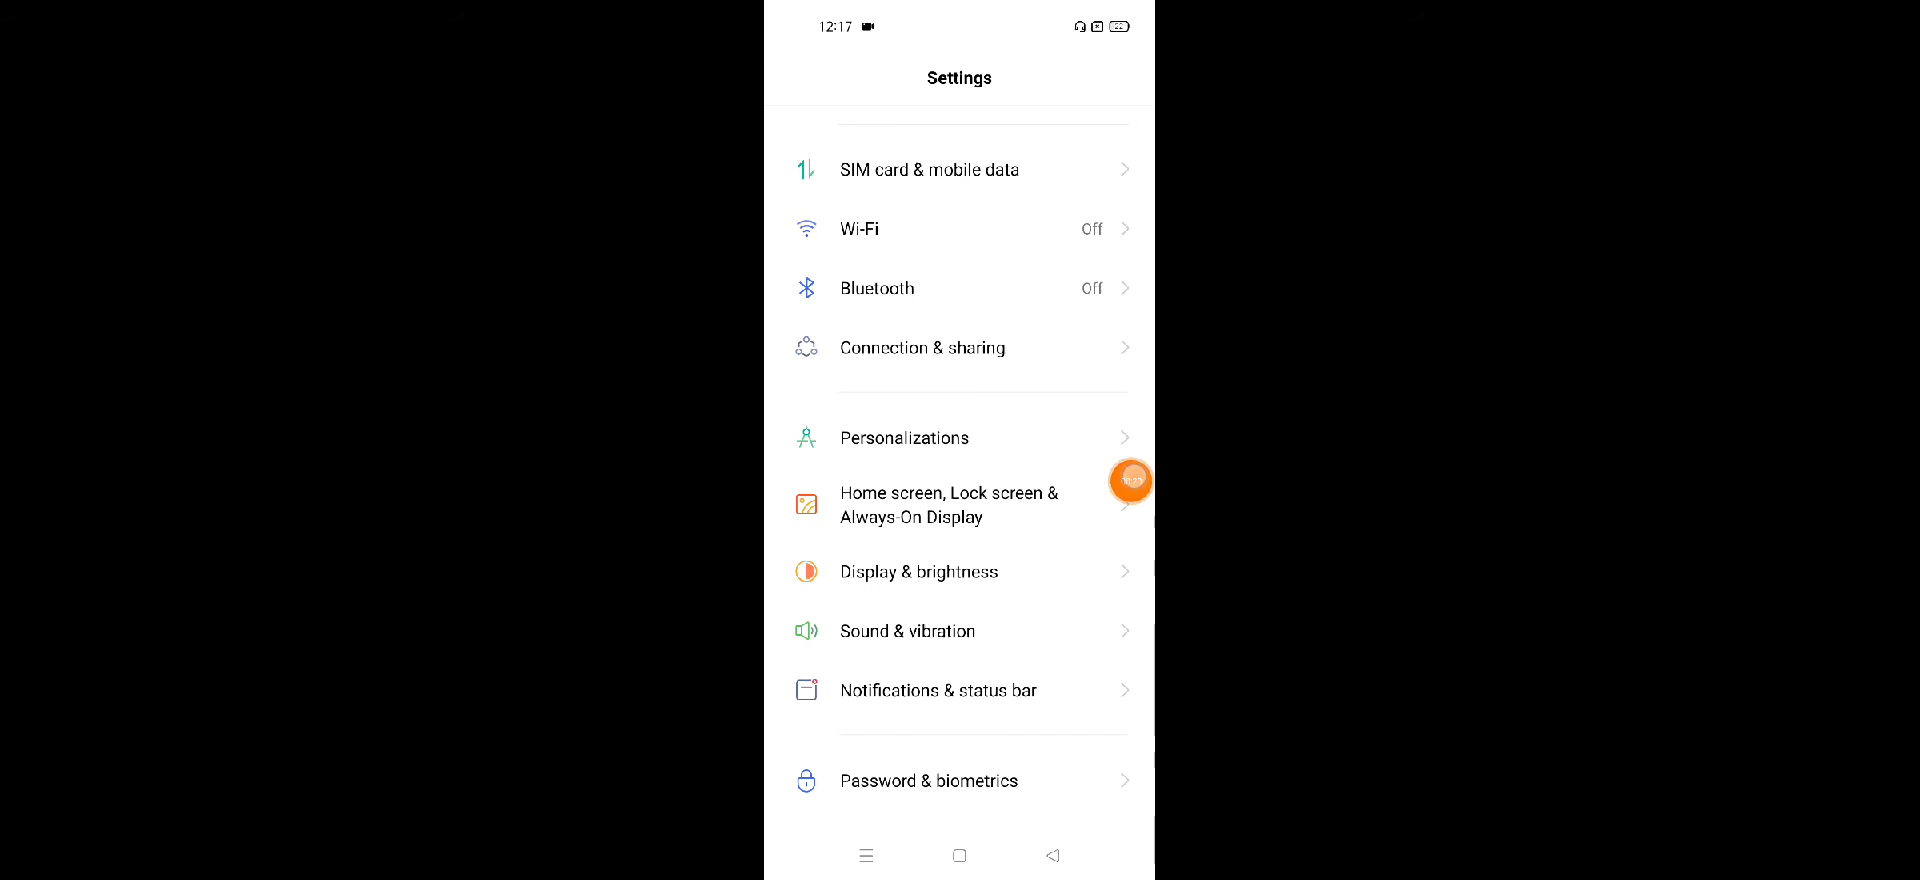 12:17
22
Settings
SIM card & mobile data
Wi-Fi
Off
Bluetooth
Off
Connection & sharing
Personalizations
Home screen, Lock screen &
Always-On Display
Display & brightness
Sound & vibration
Notifications & status bar
Password & biometrics